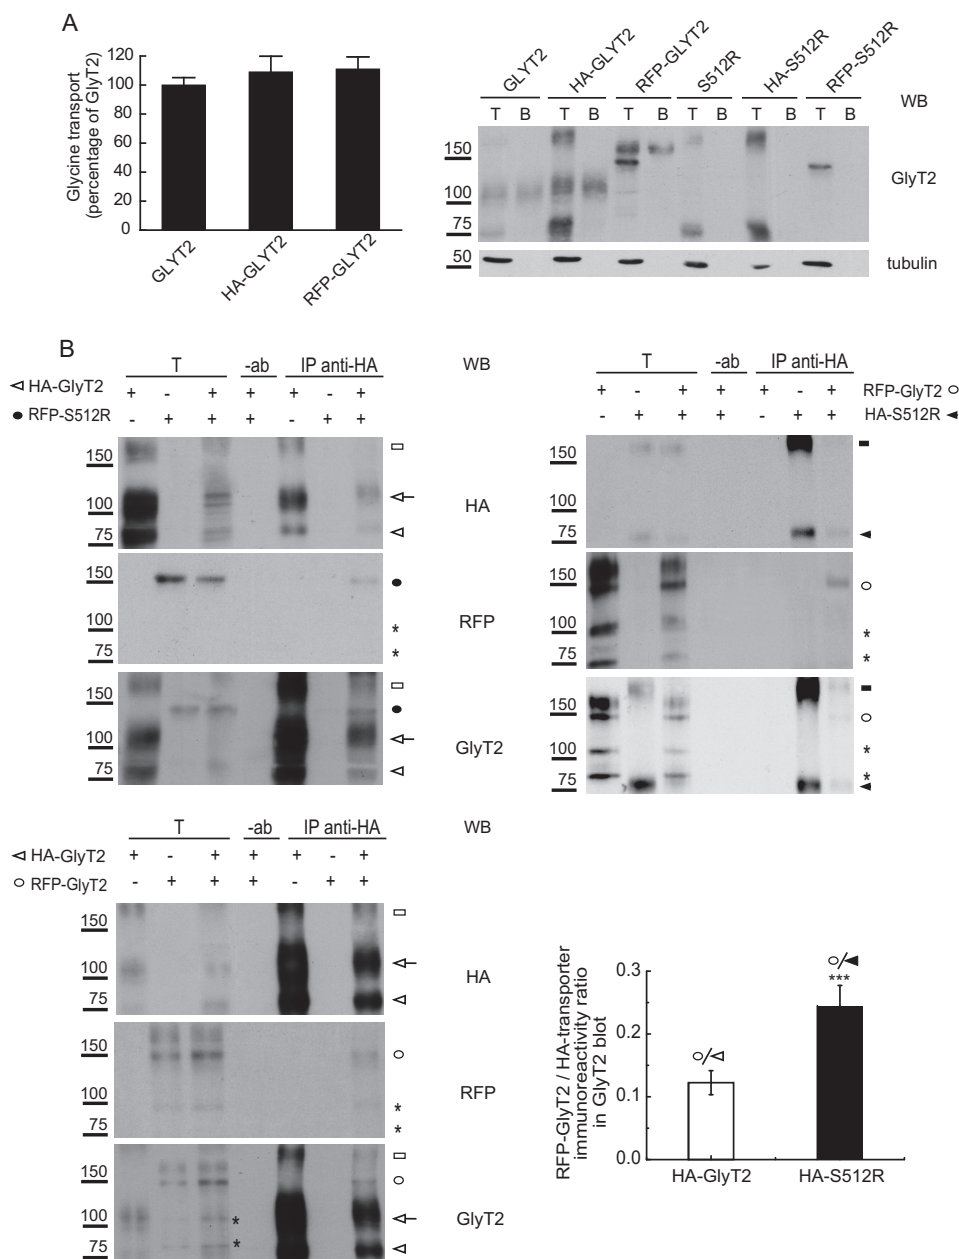 A
Glycine transport
(percentage of GlyT2)
120
100
80
60
40
20
0
GLYT2
HA-GLYT2
RFP-GLYT2
GLYT2
HA-GLYT2
RFP-GLYT2
S512R
HA-S512R
RFP-S512R
WB
T B T B T B T B T B T B
150
100
75
GlyT2
50
tubulin
B
T -ab IP anti-HA
HA-GlyT2 + - + + + - +
RFP-S512R - + + + - + +
150
100
75
150
100
75
* *
150
100
75
WB
HA
RFP
GlyT2
T -ab IP anti-HA
+ - + + + - + RFP-GlyT2
- + + + - + + HA-S512R
150
100
75
150
100
75
* *
150
100
75
* *
T -ab IP anti-HA
HA-GlyT2 + - + + + - +
RFP-GlyT2 - + + + - + +
150
100
75
150
100
75
* *
150
100
75
* *
WB
HA
RFP
GlyT2
RFP-GlyT2 / HA-transporter
immunoreactivity ratio
in GlyT2 blot
0.3
0.2
0.1
0.0
/
/
***
HA-GlyT2
HA-S512R